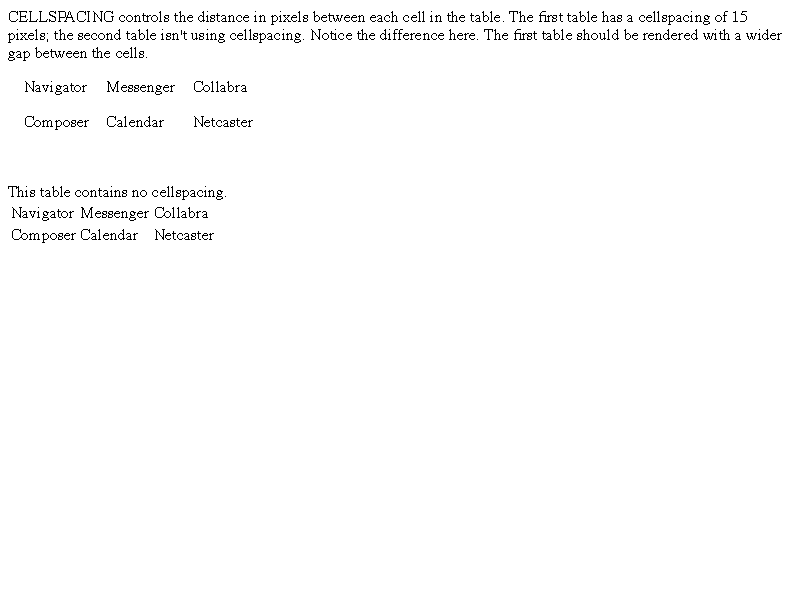 CELLSPACING controls the distance in pixels between each cell in the table. The first table has a cellspacing of 15
pixels; the second table isn't using cellspacing. Notice the difference here. The first table should be rendered with a wider
gap between the cells.
Navigator Messenger Collabra
Composer Calendar Netcaster
This table contains no cellspacing.
Navigator Messenger Collabra
Composer Calendar Netcaster